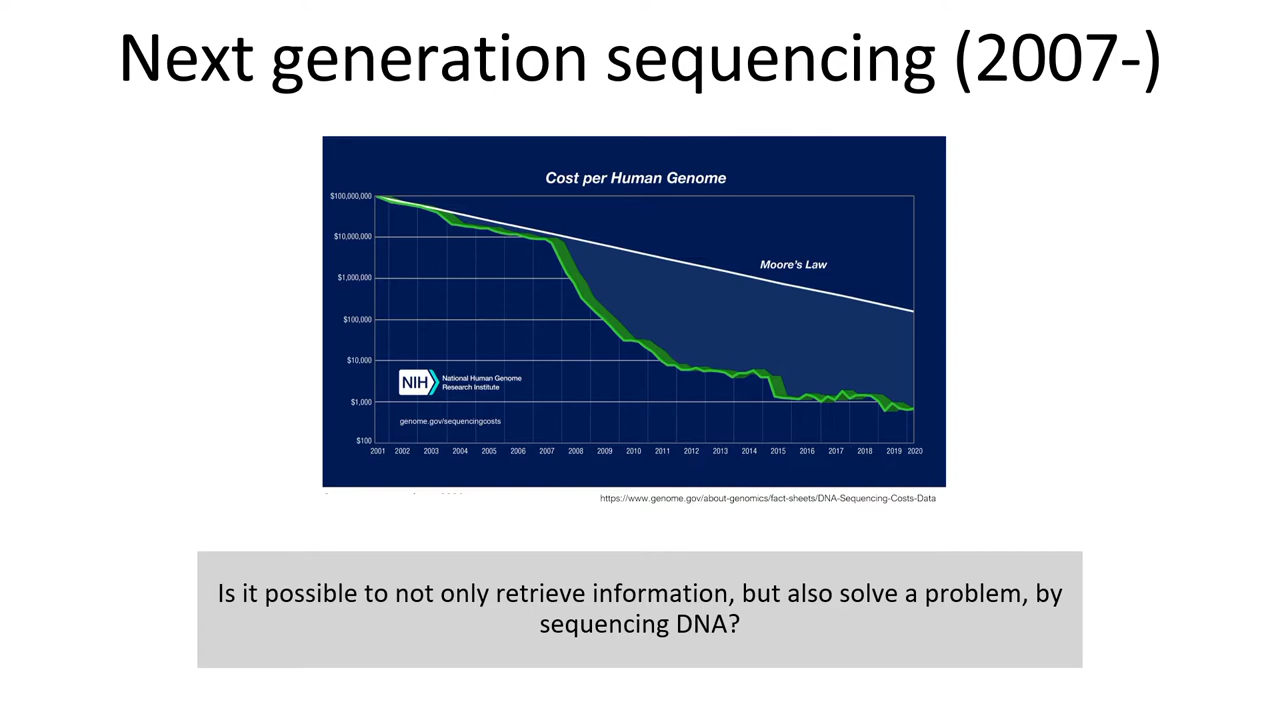 Next generation sequencing (2007-)
Cost per Human Genome
$100,000,000
$10,000,000
$1,000,000
$100,000
$10,000
$1,000
$100
Moore's Law
NIH
National Human Genome
Research Institute
genome.gov/sequencingcosts
2001 2002 2003 2004 2005 2006 2007 2008 2009 2010 2011 2012 2013 2014 2015 2016 2017 2018 2019 2020
https://www.genome.gov/about-genomics/fact-sheets/DNA-Sequencing-Costs-Data
Is it possible to not only retrieve information, but also solve a problem, by
sequencing DNA?